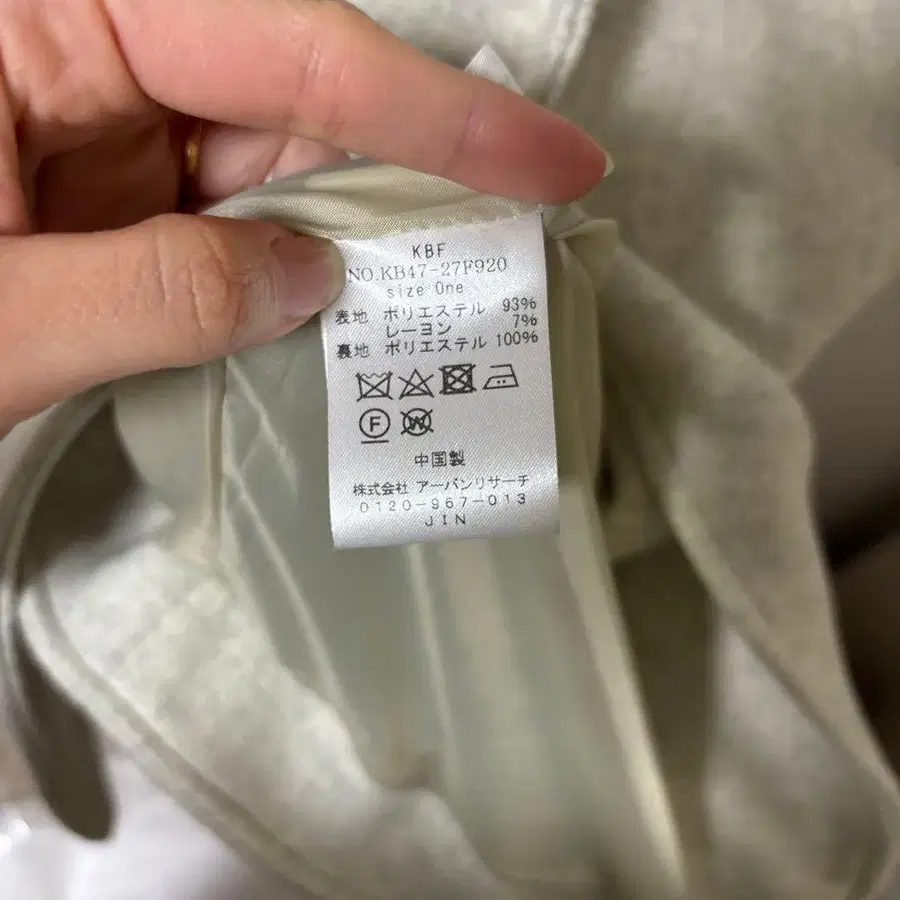 KBF
NO.KB47-27F920
size One
表地 ポリエステル 93%
レーヨン 7%
裏地 ポリエステル 100%
F W
中国製
株式会社 アーバンリサーチ
0120-967-013
JIN